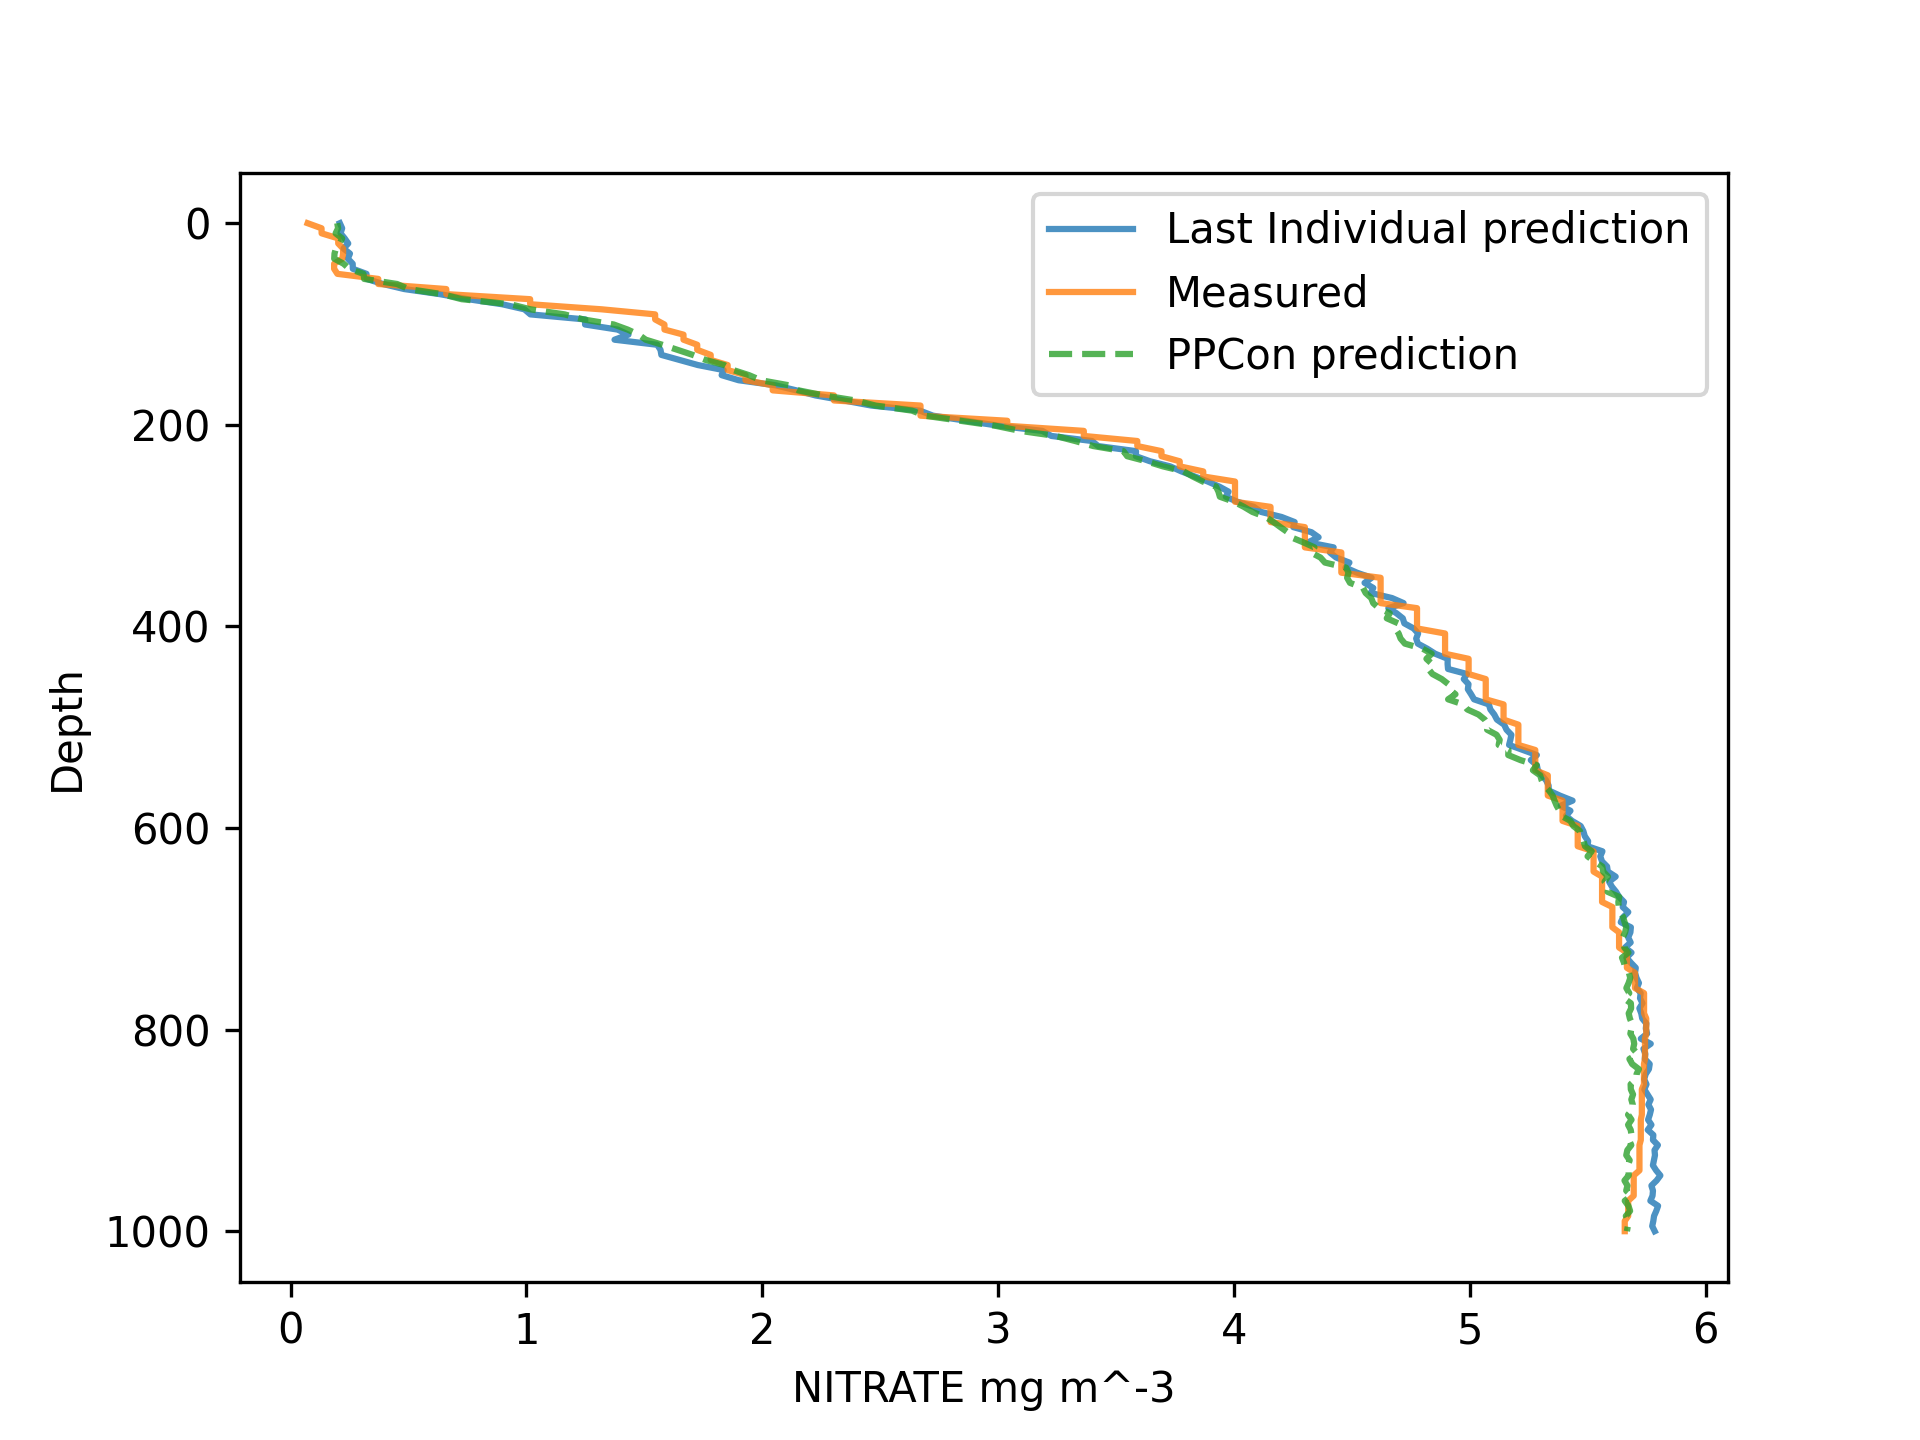 Last Individual prediction
Measured
PPCon prediction
0
200
400
600
800
1000
Depth
0 1 2 3 4 5 6
NITRATE mg m^-3